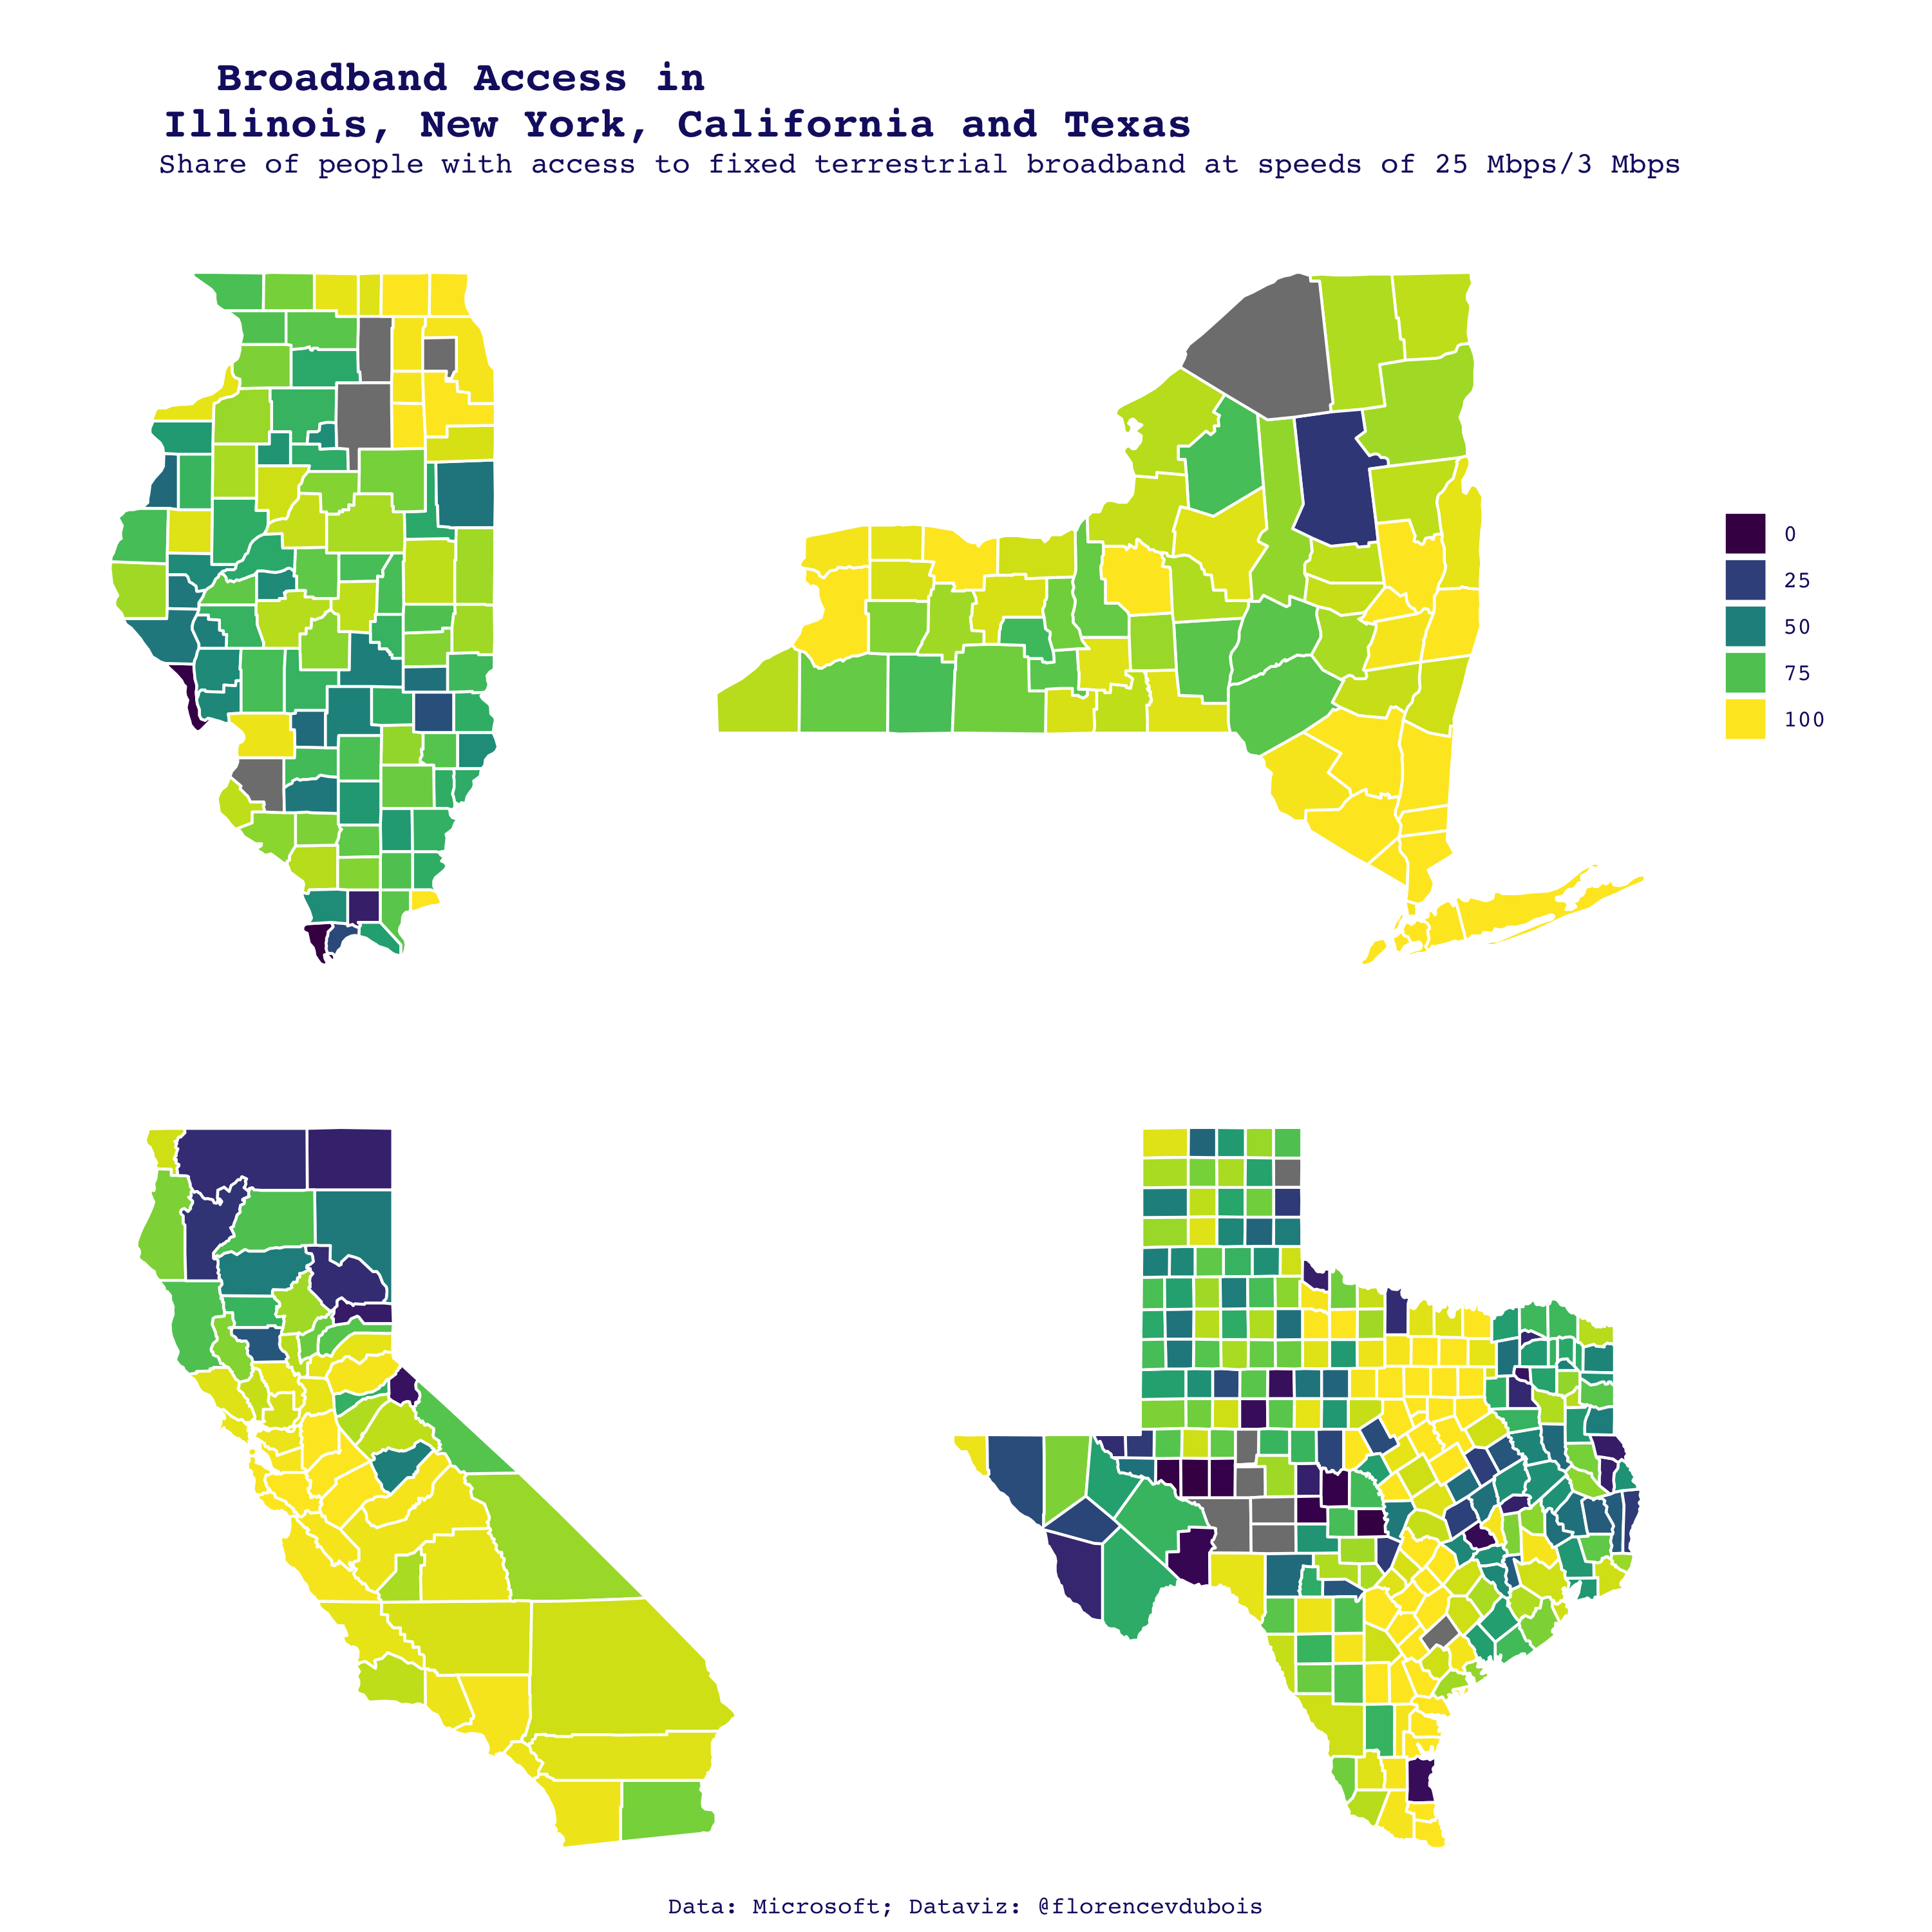 Broadband Access in
Illinois, New York, California and Texas
Share of people with access to fixed terrestrial broadband at speeds of 25 Mbps/3 Mbps
0
25
50
75
100
Data: Microsoft; Dataviz: @florencevdubois